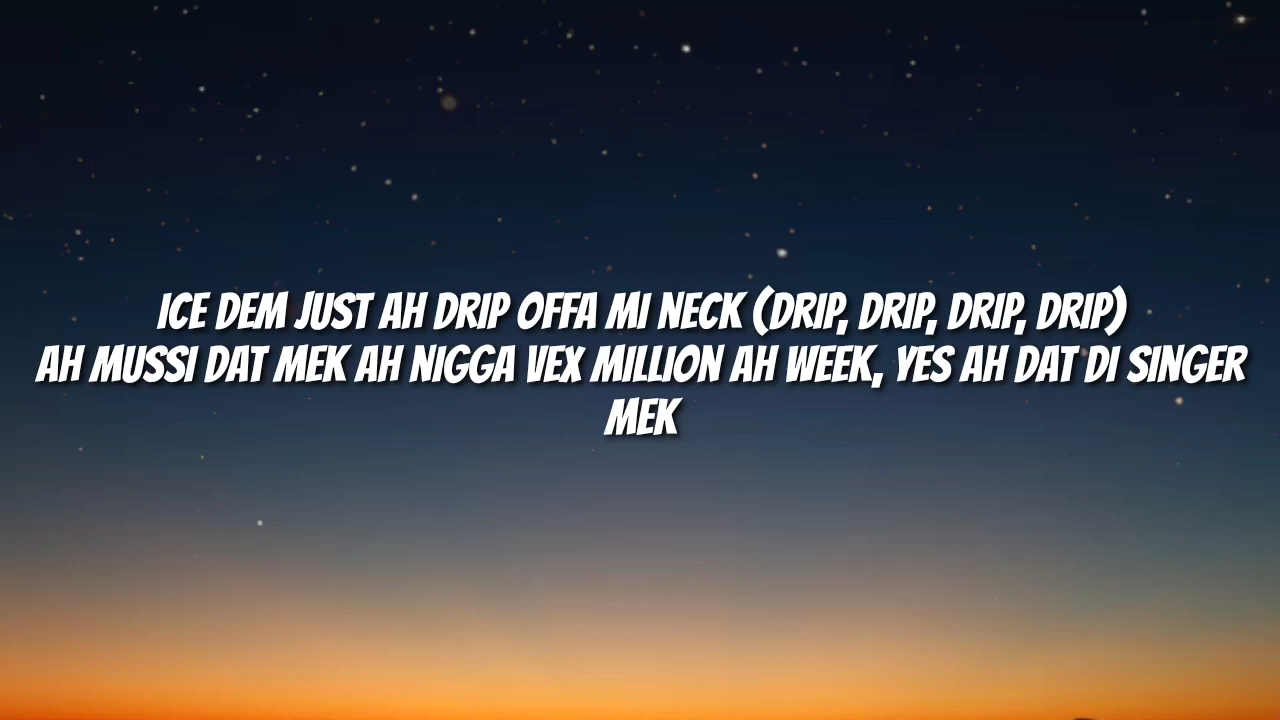 ICE DEM JUST AH DRIP OFFA MI NECK (DRIP, DRIP, DRIP, DRIP)
AH MUSSI DAT MEK AH NIGGA VEX MILLION AH WEEK, YES AH DAT DI SINGER
MEK